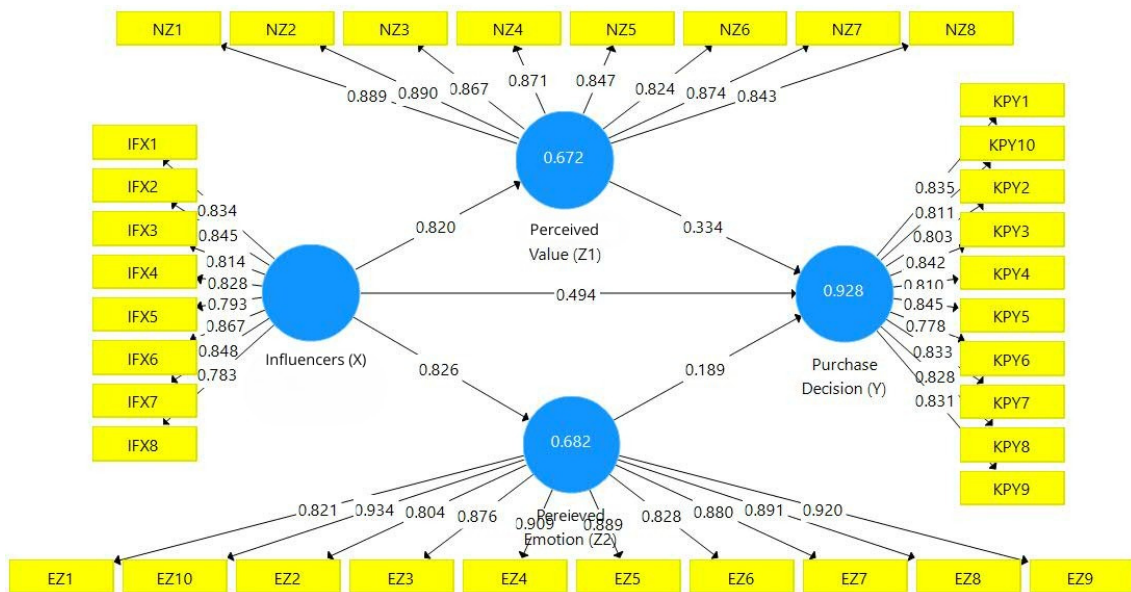 NZ1 NZ2 NZ3 NZ4 NZ5 NZ6 NZ7 NZ8
0.889 0.890 0.867 0.871 0.847 0.824 0.874 0.843
0.672
Perceived
Value (Z1)
IFX1
IFX2
IFX3
IFX4
IFX5
IFX6
IFX7
IFX8
0.834
0.845
0.814
0.828
0.793
0.867
0.848
0.783
Influencers (X)
0.820
0.334
0.494
0.826
0.189
0.928
Purchase
Decision (Y)
0.835
0.811
0.803
0.842
0.810
0.845
0.778
0.833
0.828
0.831
KPY1
KPY10
KPY2
KPY3
KPY4
KPY5
KPY6
KPY7
KPY8
KPY9
0.682
Pereieved
Emotion (Z2)
0.821 0.934 0.804 0.876 0.909 0.889 0.828 0.880 0.891 0.920
EZ1 EZ10 EZ2 EZ3 EZ4 EZ5 EZ6 EZ7 EZ8 EZ9